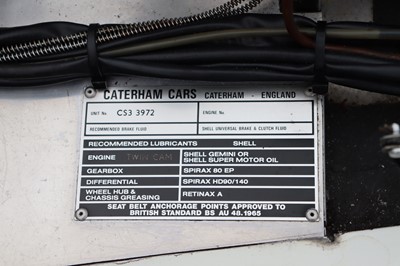 CATERHAM CARS CATERHAM - ENGLAND
UNIT No CS3 3972 ENGINE No
RECOMMENDED BRAKE FLUID SHELL UNIVERSAL BRAKE & CLUTCH FLUID
RECOMMENDED LUBRICANTS SHELL
ENGINE TWIN CAM SHELL GEMINI OR
SHELL SUPER MOTOR OIL
GEARBOX SPIRAX 80 EP
DIFFERENTIAL SPIRAX HD90/140
WHEEL HUB &
CHASSIS GREASING RETINAX A
SEAT BELT ANCHORAGE POINTS APPROVED TO
BRITISH STANDARD BS AU 48.1965